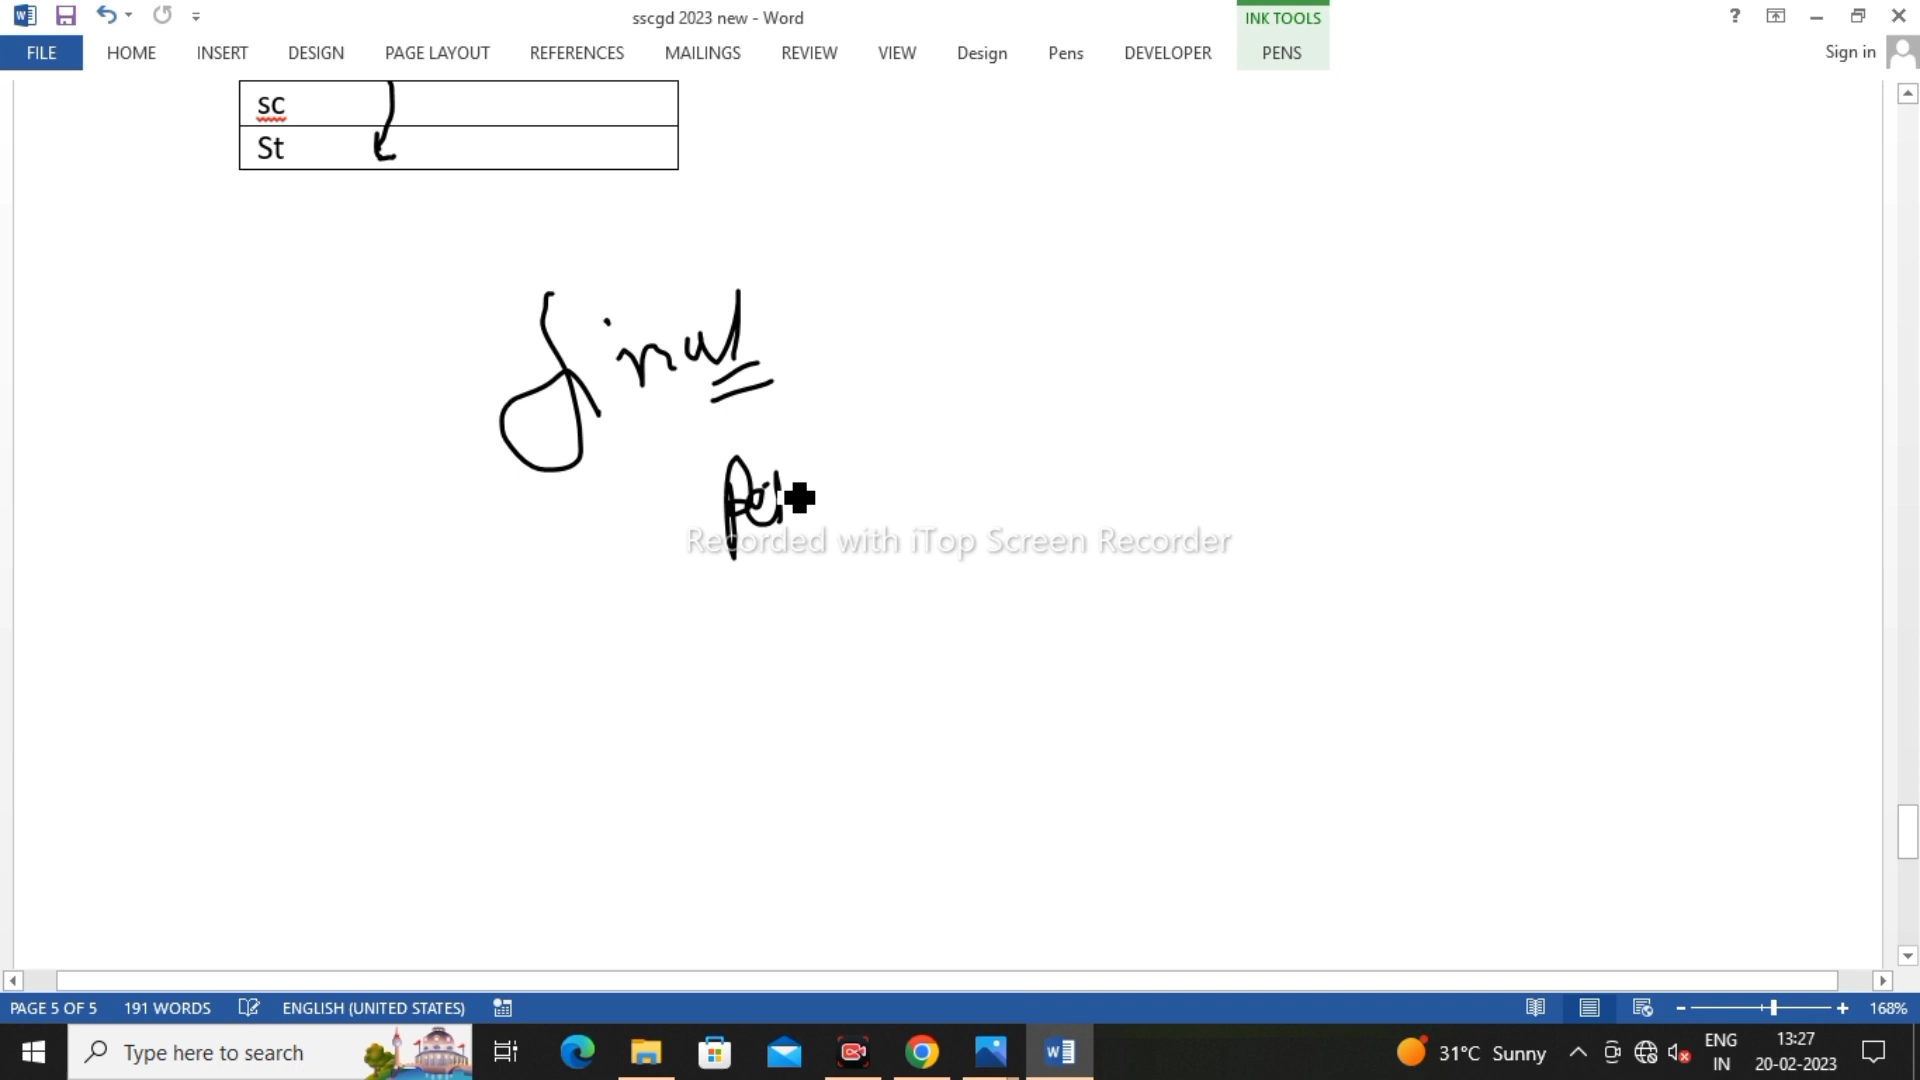 sscgd 2023 new - Word
INK TOOLS
?
FILE HOME INSERT DESIGN PAGE LAYOUT REFERENCES MAILINGS REVIEW VIEW Design Pens DEVELOPER PENS
Sign in
sc
St
final
Recorded with iTop Screen Recorder
PAGE 5 OF 5 191 WORDS ENGLISH (UNITED STATES) 168%
Type here to search
31°C Sunny
ENG
IN
13:27
20-02-2023